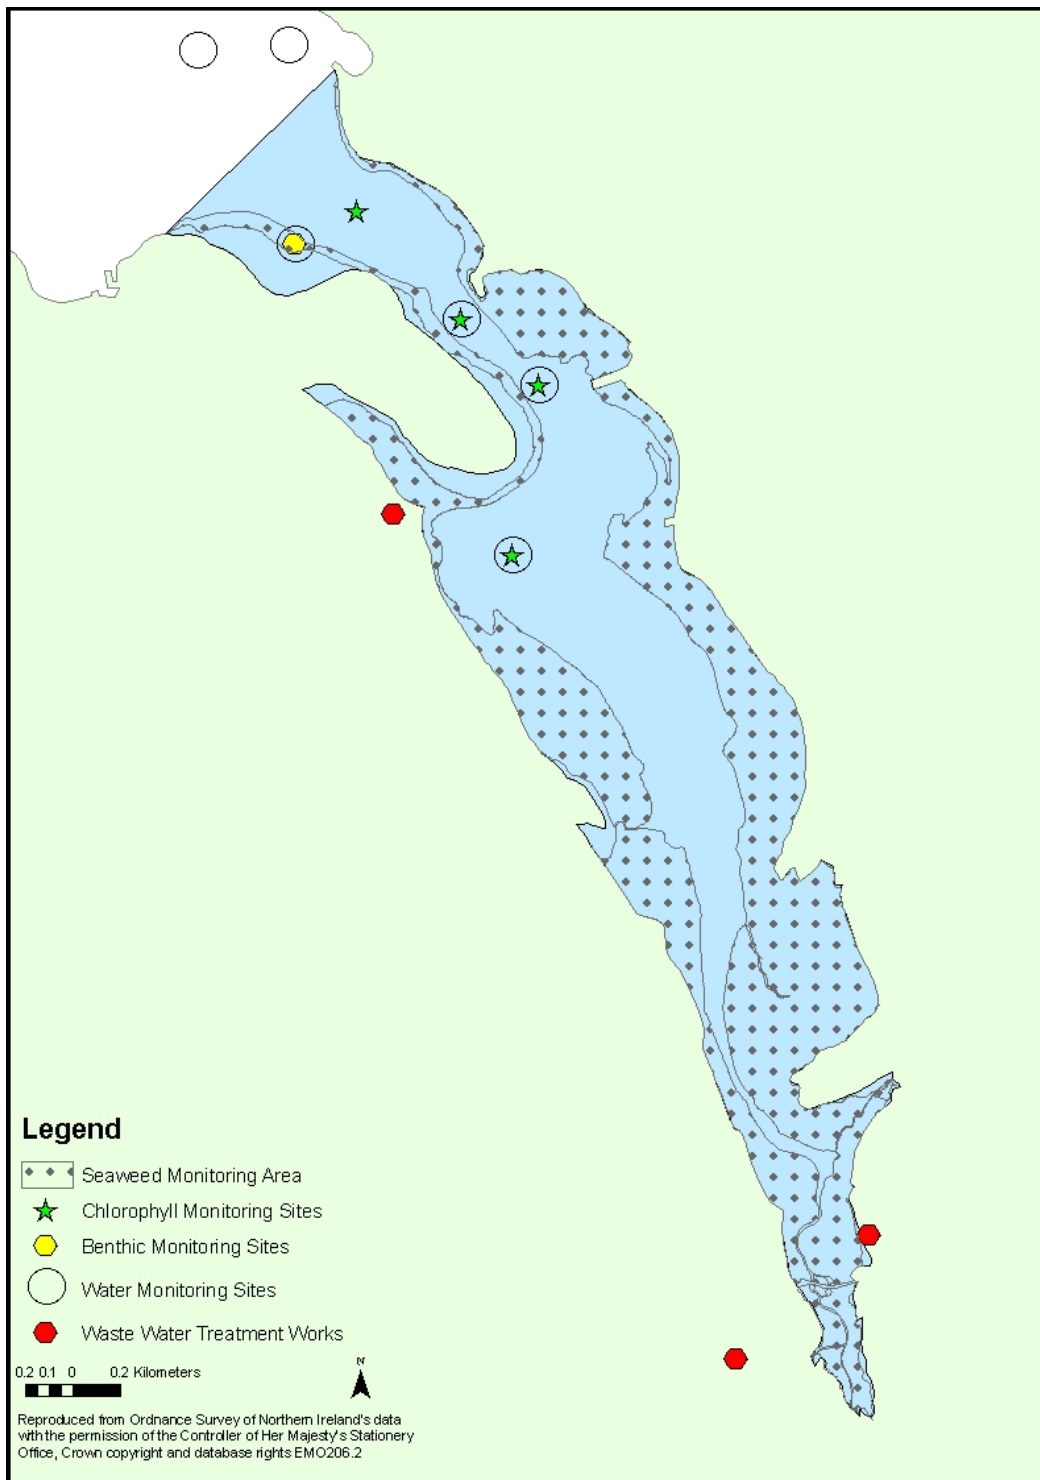 Legend
Seaweed Monitoring Area
Chlorophyll Monitoring Sites
Benthic Monitoring Sites
Water Monitoring Sites
Waste Water Treatment Works
0.2 0.1 0 0.2 Kilometers
N
Reproduced from Ordnance Survey of Northern Ireland's data
with the permission of the Controller of Her Majesty's Stationery
Office, Crown copyright and database rights EMO206.2